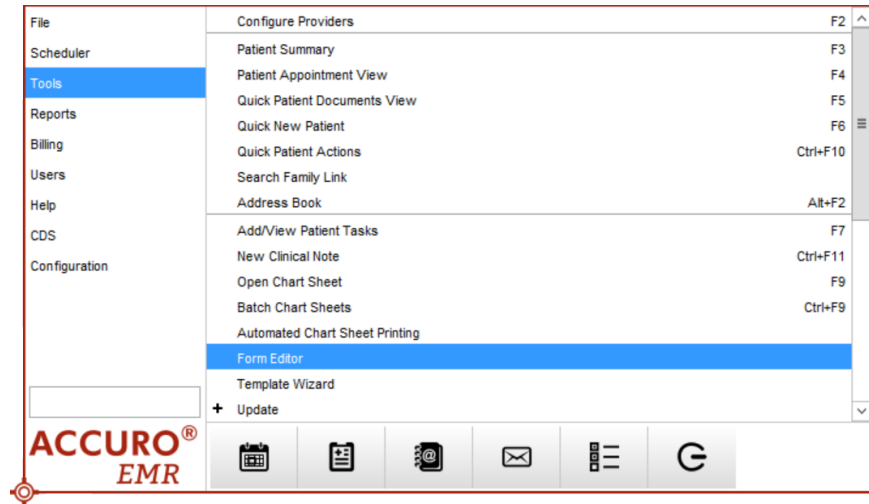 File
Scheduler
Tools
Reports
Billing
Users
Help
CDS
Configuration
Configure Providers F2
Patient Summary F3
Patient Appointment View F4
Quick Patient Documents View F5
Quick New Patient F6
Quick Patient Actions Ctrl+F10
Search Family Link
Address Book Alt+F2
Add/View Patient Tasks F7
New Clinical Note Ctrl+F11
Open Chart Sheet F9
Batch Chart Sheets Ctrl+F9
Automated Chart Sheet Printing
Form Editor
Template Wizard
+ Update
ACCURO®
EMR